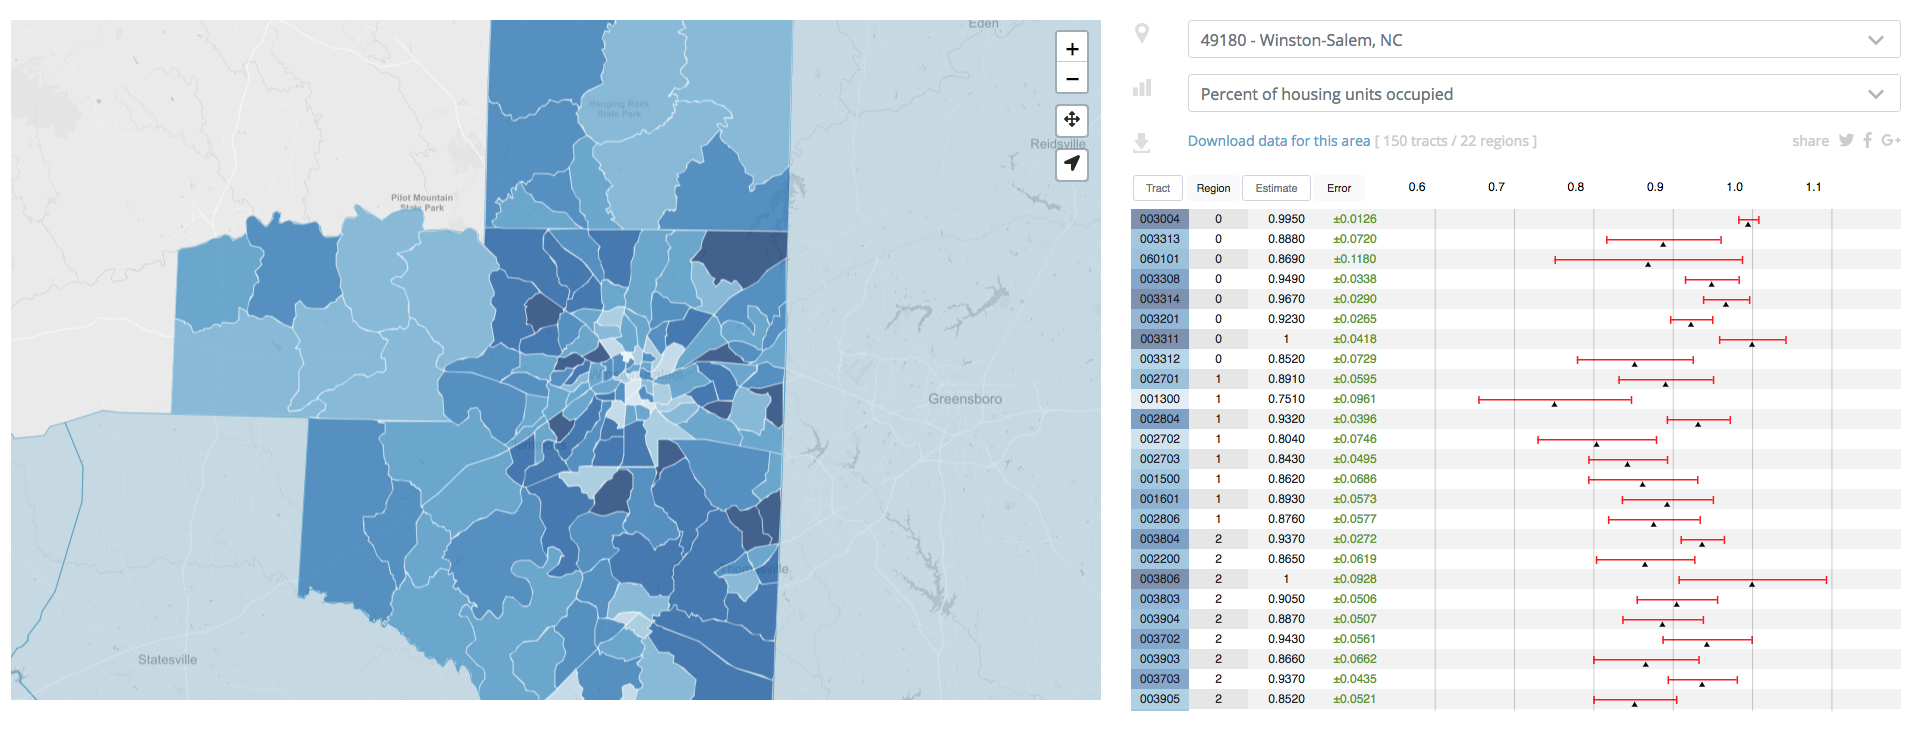 Eden
Hanging Rock
State Park
Reidsville
Pilot Mountain
State Park
Greensboro
Thomasville
Statesville
+
−
49180 - Winston-Salem, NC
Percent of housing units occupied
Download data for this area [ 150 tracts / 22 regions ]
share G+
Tract Region Estimate Error 0.6 0.7 0.8 0.9 1.0 1.1
003004 0 0.9950 ±0.0126
003313 0 0.8880 ±0.0720
060101 0 0.8690 ±0.1180
003308 0 0.9490 ±0.0338
003314 0 0.9670 ±0.0290
003201 0 0.9230 ±0.0265
003311 0 1 ±0.0418
003312 0 0.8520 ±0.0729
002701 1 0.8910 ±0.0595
001300 1 0.7510 ±0.0961
002804 1 0.9320 ±0.0396
002702 1 0.8040 ±0.0746
002703 1 0.8430 ±0.0495
001500 1 0.8620 ±0.0686
001601 1 0.8930 ±0.0573
002806 1 0.8760 ±0.0577
003804 2 0.9370 ±0.0272
002200 2 0.8650 ±0.0619
003806 2 1 ±0.0928
003803 2 0.9050 ±0.0506
003904 2 0.8870 ±0.0507
003702 2 0.9430 ±0.0561
003903 2 0.8660 ±0.0662
003703 2 0.9370 ±0.0435
003905 2 0.8520 ±0.0521